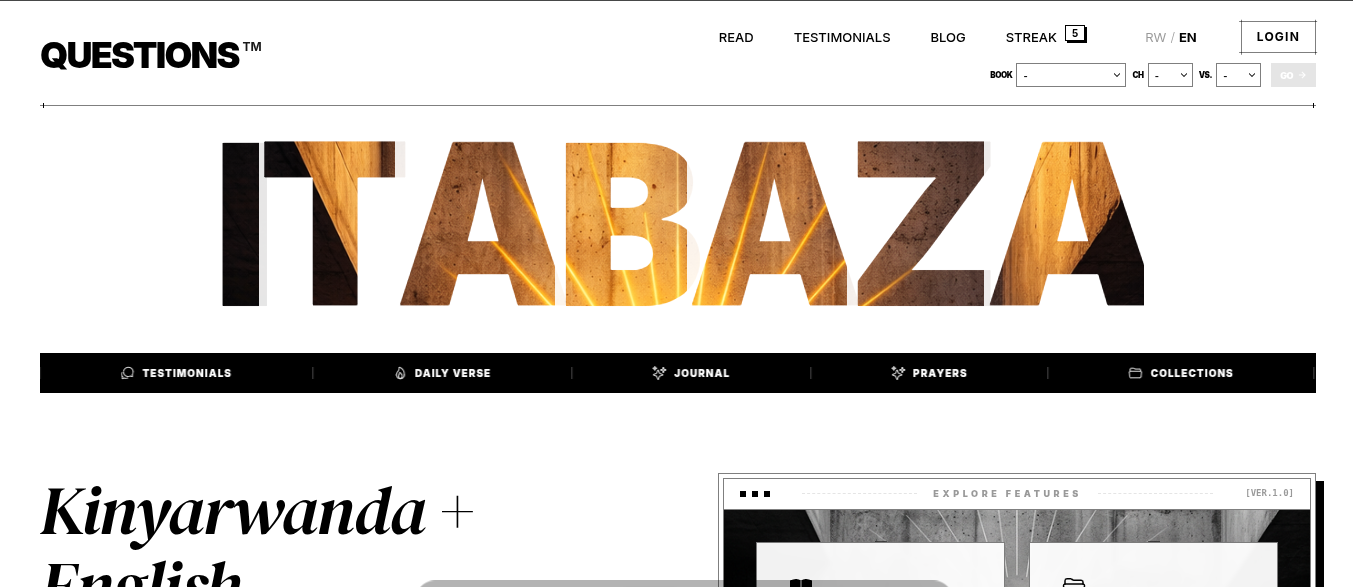 QUESTIONS™
READ TESTIMONIALS BLOG STREAK 5 RW / EN LOGIN
BOOK - CH - VS. - GO →
ITABAZA
TESTIMONIALS DAILY VERSE JOURNAL PRAYERS COLLECTIONS
Kinyarwanda +
English
EXPLORE FEATURES [VER.1.0]